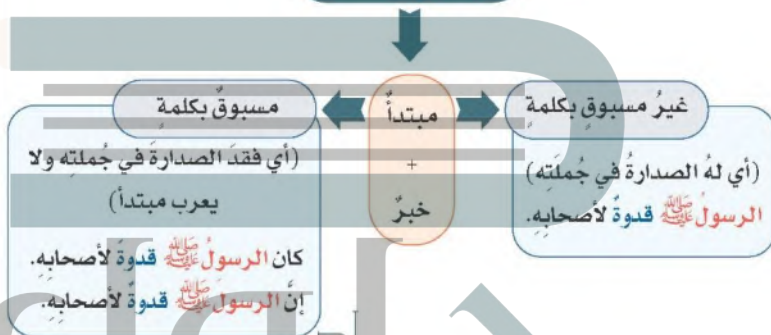 غيرُ مسبوقٍ بكلمةٍ
(أي لهُ الصدارةُ في جُملَتِه)
الرسولُ ﷺ قدوةٌ لأصحابِهِ.
مبتدأٌ
+
خبرٌ
مسبوقٌ بكلمةٍ
(أي فقدَ الصدارةَ في جُملتِه ولا
يعرب مبتدأ)
كان الرسولُ ﷺ قدوةً لأصحابِهِ.
إنَّ الرسولَ ﷺ قدوةٌ لأصحابِهِ.